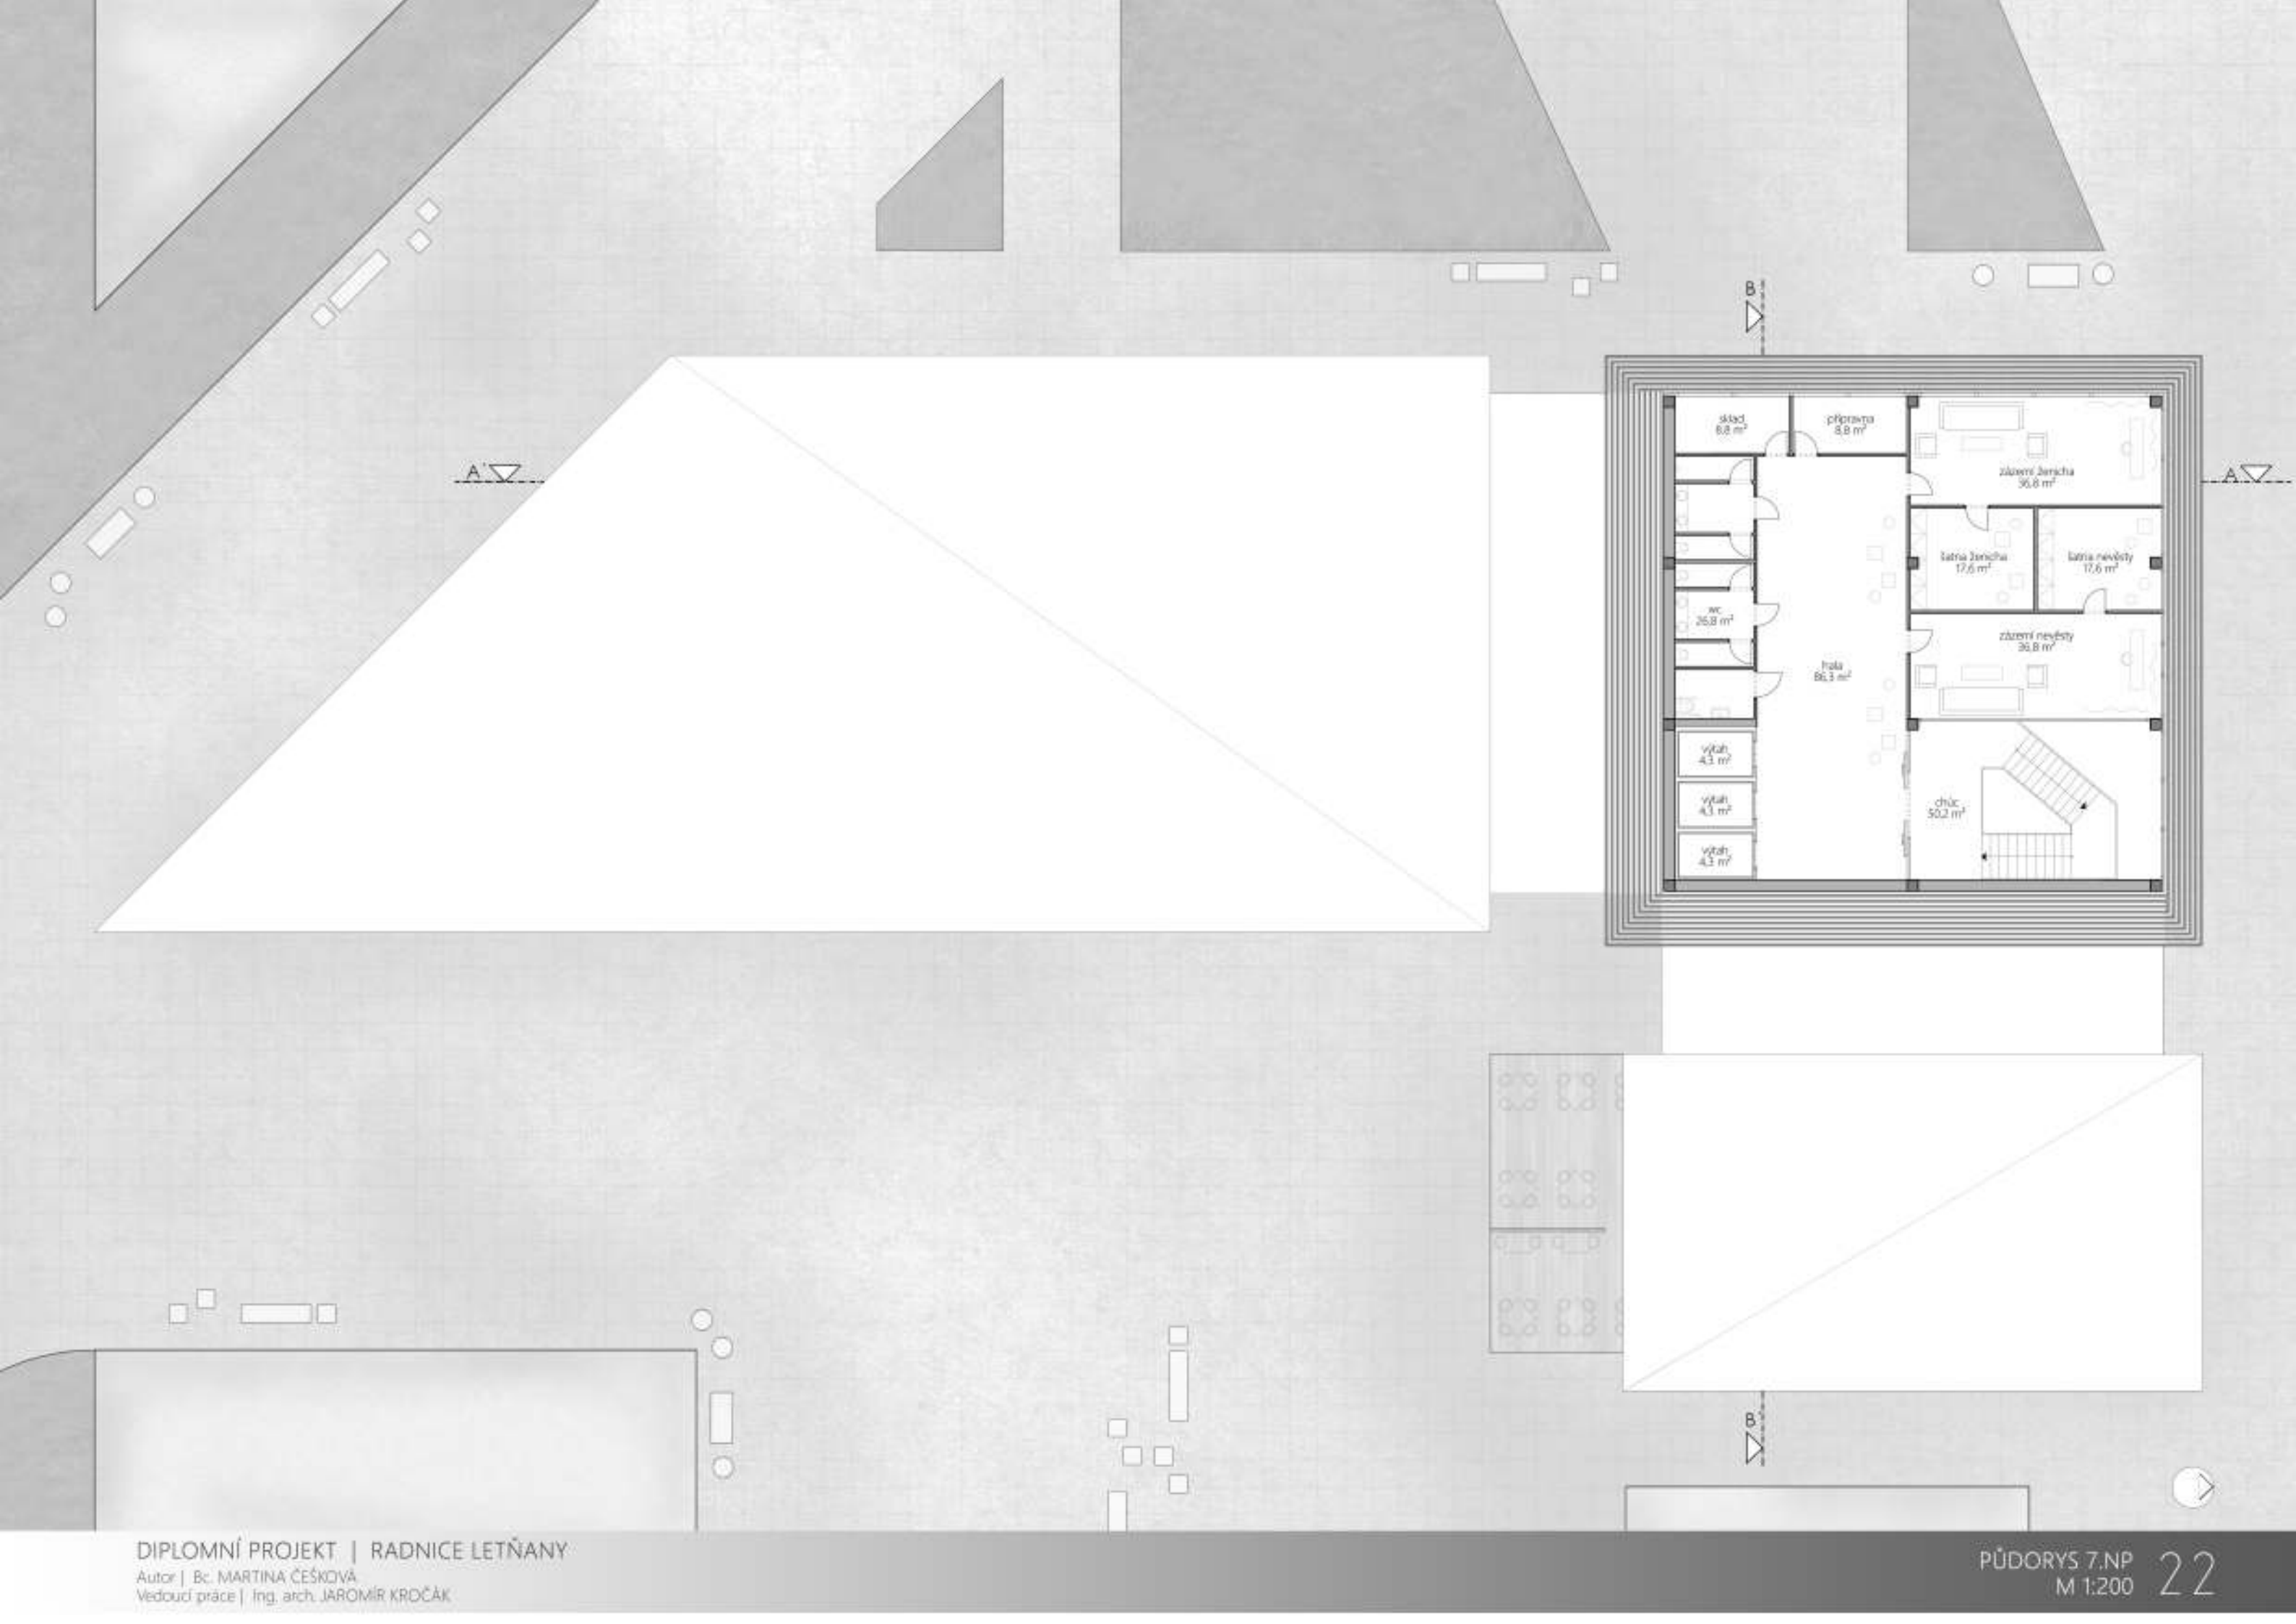 B
sklad
8,8 m²
přípravna
8,8 m²
A'
zázemí ženicha
36,8 m²
A
šatna ženicha
17,6 m²
šatna nevěsty
17,6 m²
wc
26,8 m²
zázemí nevěsty
36,8 m²
hala
86,3 m²
výtah
4,3 m²
výtah
4,3 m²
výtah
4,3 m²
chúc
50,2 m²
B'
DIPLOMNÍ PROJEKT | RADNICE LETŇANY
Autor | Bc. MARTINA ČEŠKOVÁ
Vedoucí práce | Ing. arch. JAROMÍR KROČÁK
PŮDORYS 7.NP
M 1:200
22